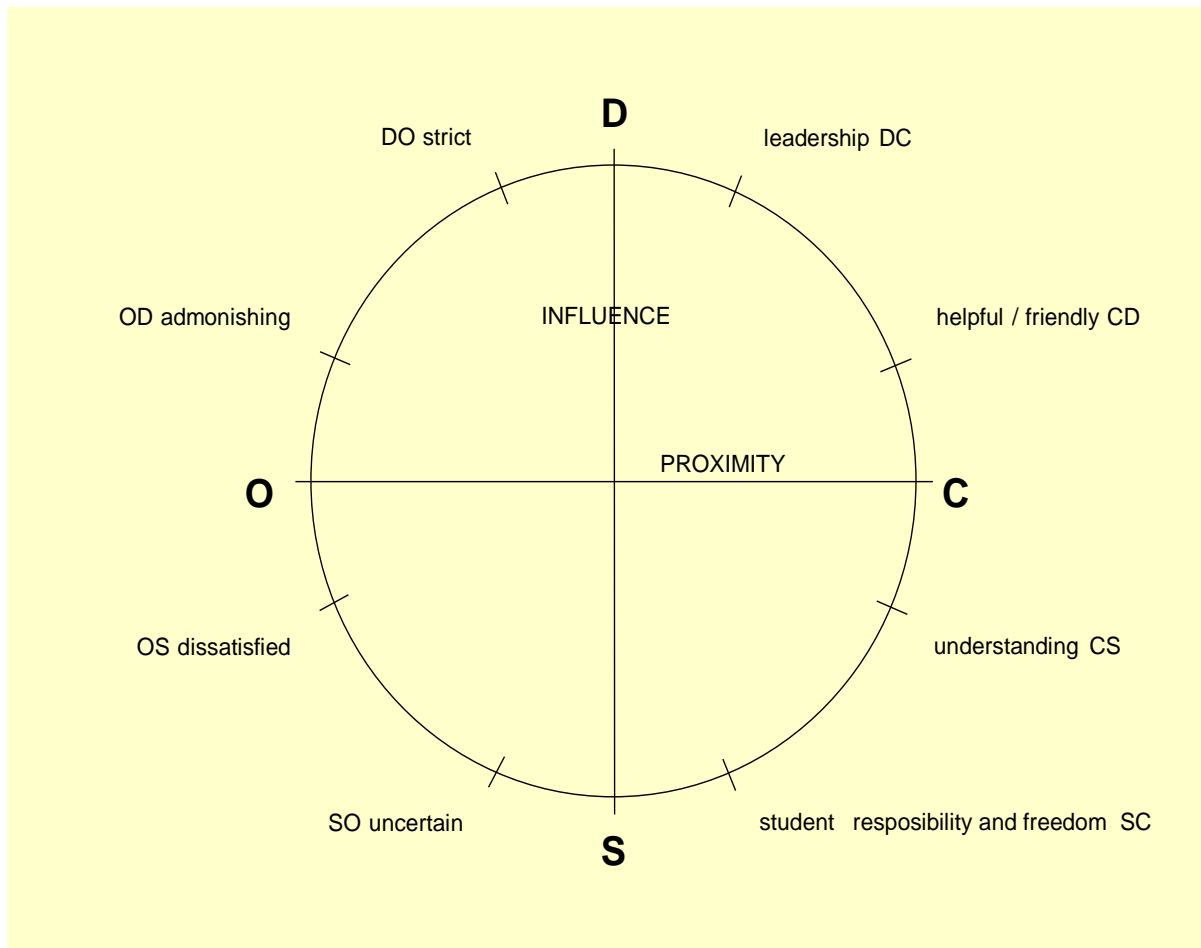 D
DO strict
leadership DC
INFLUENCE
OD admonishing
helpful / friendly CD
PROXIMITY
O
C
OS dissatisfied
understanding CS
SO uncertain
student resposibility and freedom SC
S